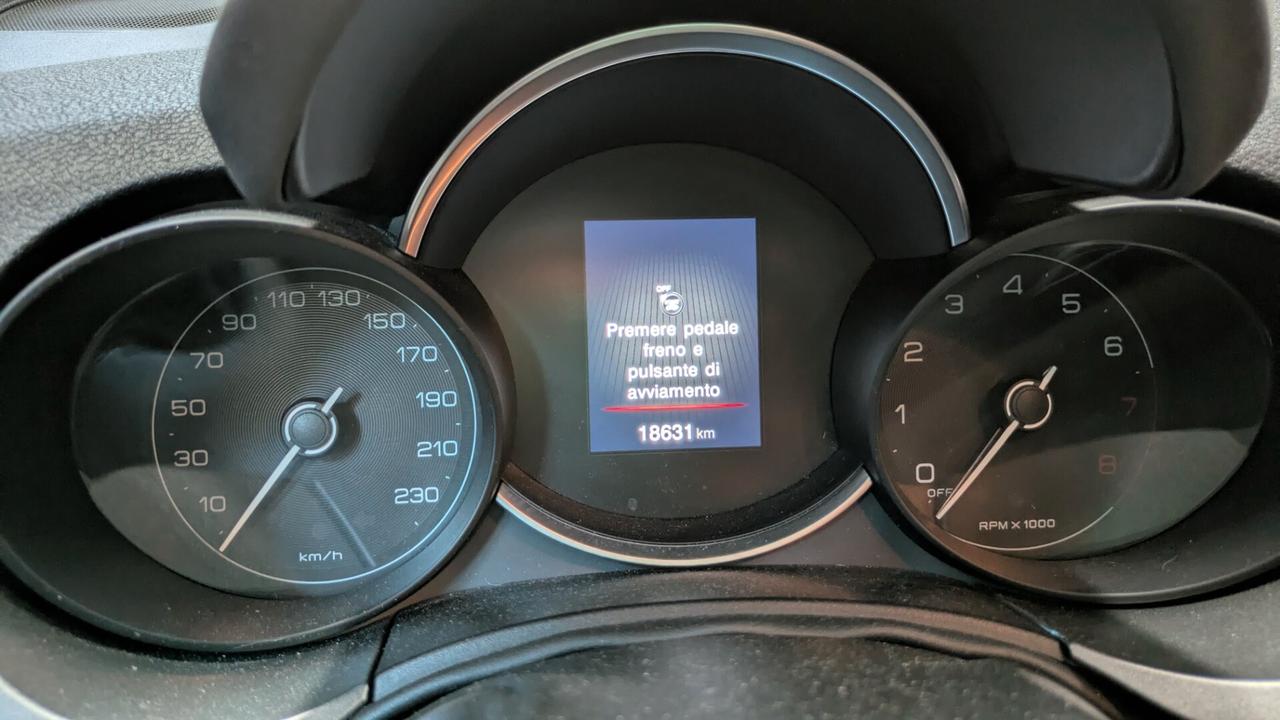 10
30
50
70
90
110
130
150
170
190
210
230
km/h
OFF
Premere pedale
freno e
pulsante di
avviamento
18631 km
OFF
0
1
2
3
4
5
6
7
8
RPM X 1000